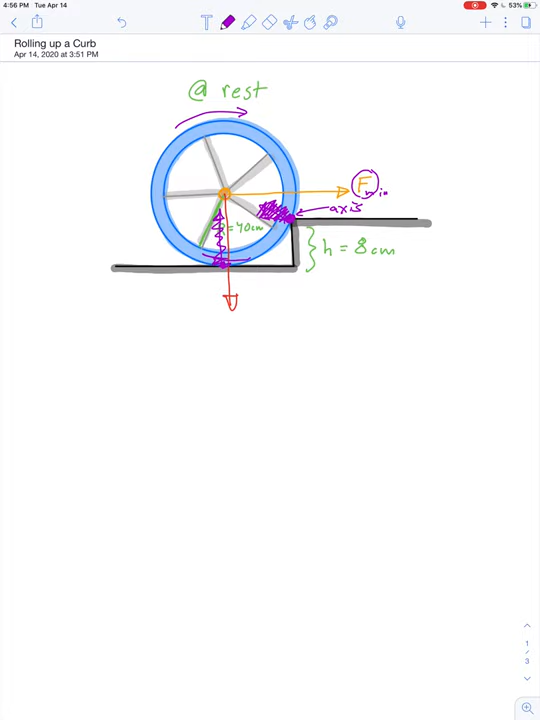 4:56 PM Tue Apr 14
53%
Rolling up a Curb
Apr 14, 2020 at 3:51 PM
@ rest
F min
axis
= 40cm
h = 8cm
1
/
3